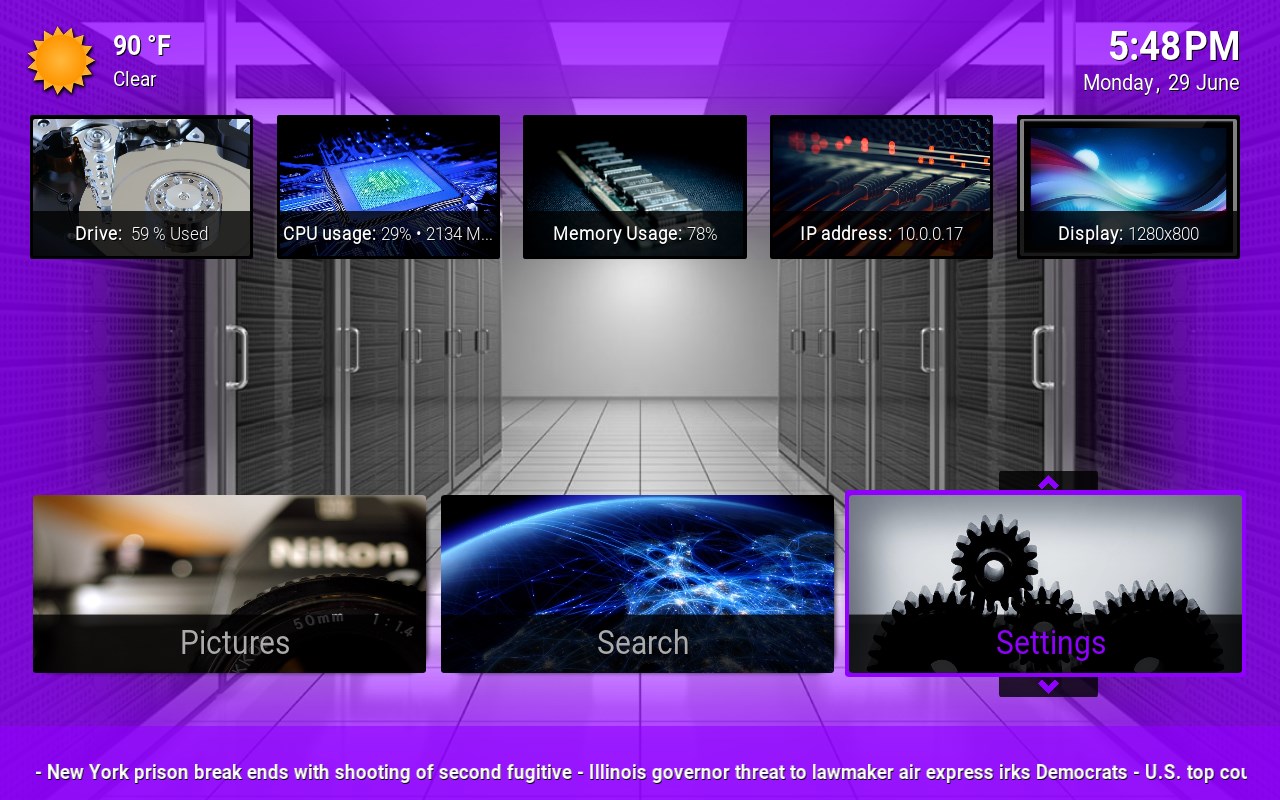 90 °F
Clear
5:48 PM
Monday, 29 June
Drive: 59 % Used
CPU usage: 29% • 2134 M...
Memory Usage: 78%
IP address: 10.0.0.17
Display: 1280x800
Nikon
50mm 1:1.4
Pictures
Search
Settings
- New York prison break ends with shooting of second fugitive - Illinois governor threat to lawmaker air express irks Democrats - U.S. top